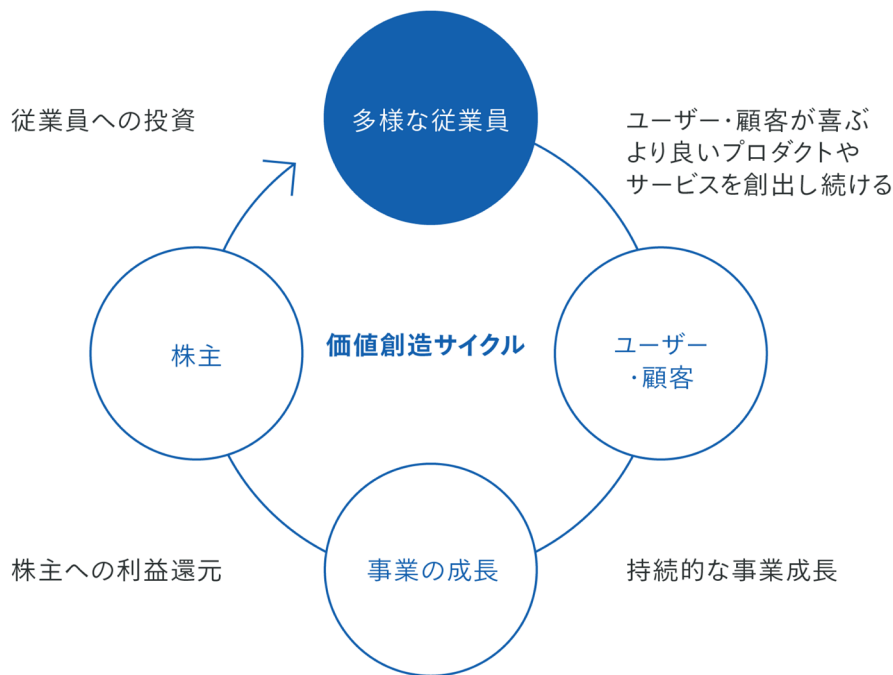 多様な従業員
従業員への投資
ユーザー・顧客が喜ぶ
より良いプロダクトや
サービスを創出し続ける
価値創造サイクル
株主
ユーザー
・顧客
株主への利益還元
事業の成長
持続的な事業成長